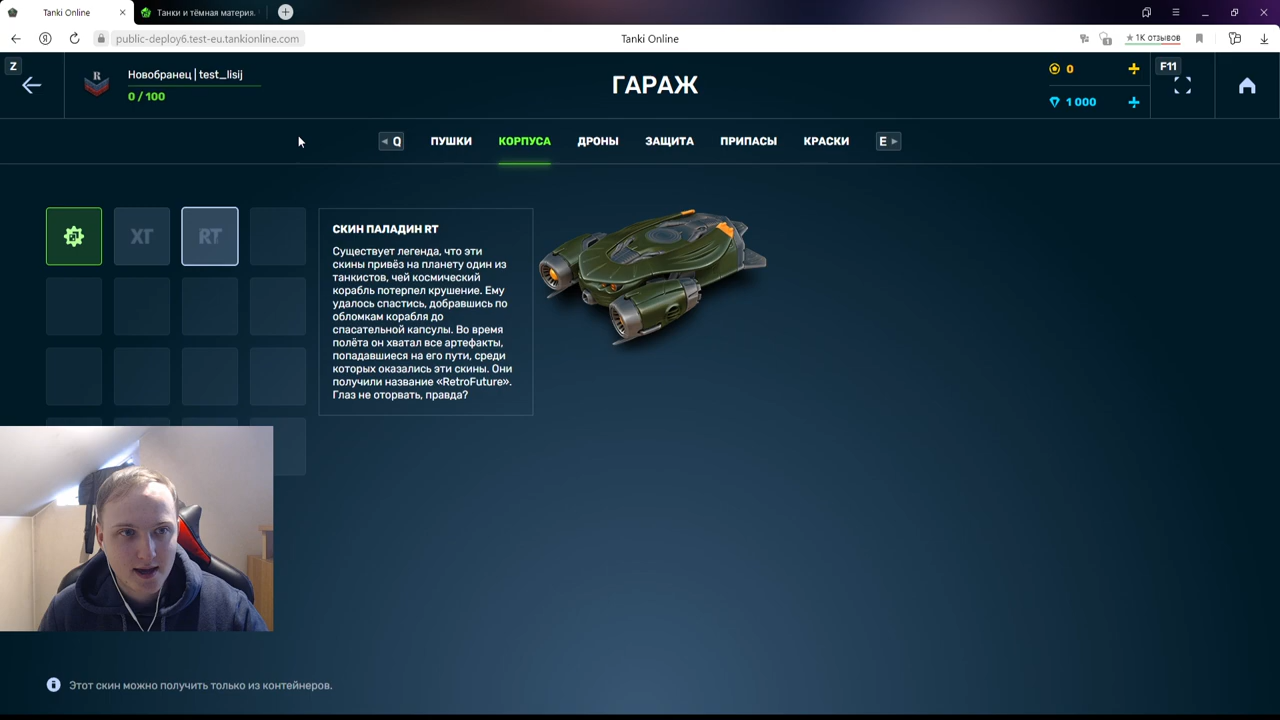 Tanki Online
Танки и тёмная материя.
public-deploy6.test-eu.tankionline.com
Tanki Online
★ 1K отзывов
Z
R
Новобранец | test_lisij
0 / 100
ГАРАЖ
0
1 000
F11
Q
ПУШКИ
КОРПУСА
ДРОНЫ
ЗАЩИТА
ПРИПАСЫ
КРАСКИ
E
XT
RT
СКИН ПАЛАДИН RT
Существует легенда, что эти
скины привёз на планету один из
танкистов, чей космический
корабль потерпел крушение. Ему
удалось спастись, добравшись по
обломкам корабля до
спасательной капсулы. Во время
полёта он хватал все артефакты,
попадавшиеся на его пути, среди
которых оказались эти скины. Они
получили название «RetroFuture».
Глаз не оторвать, правда?
Этот скин можно получить только из контейнеров.